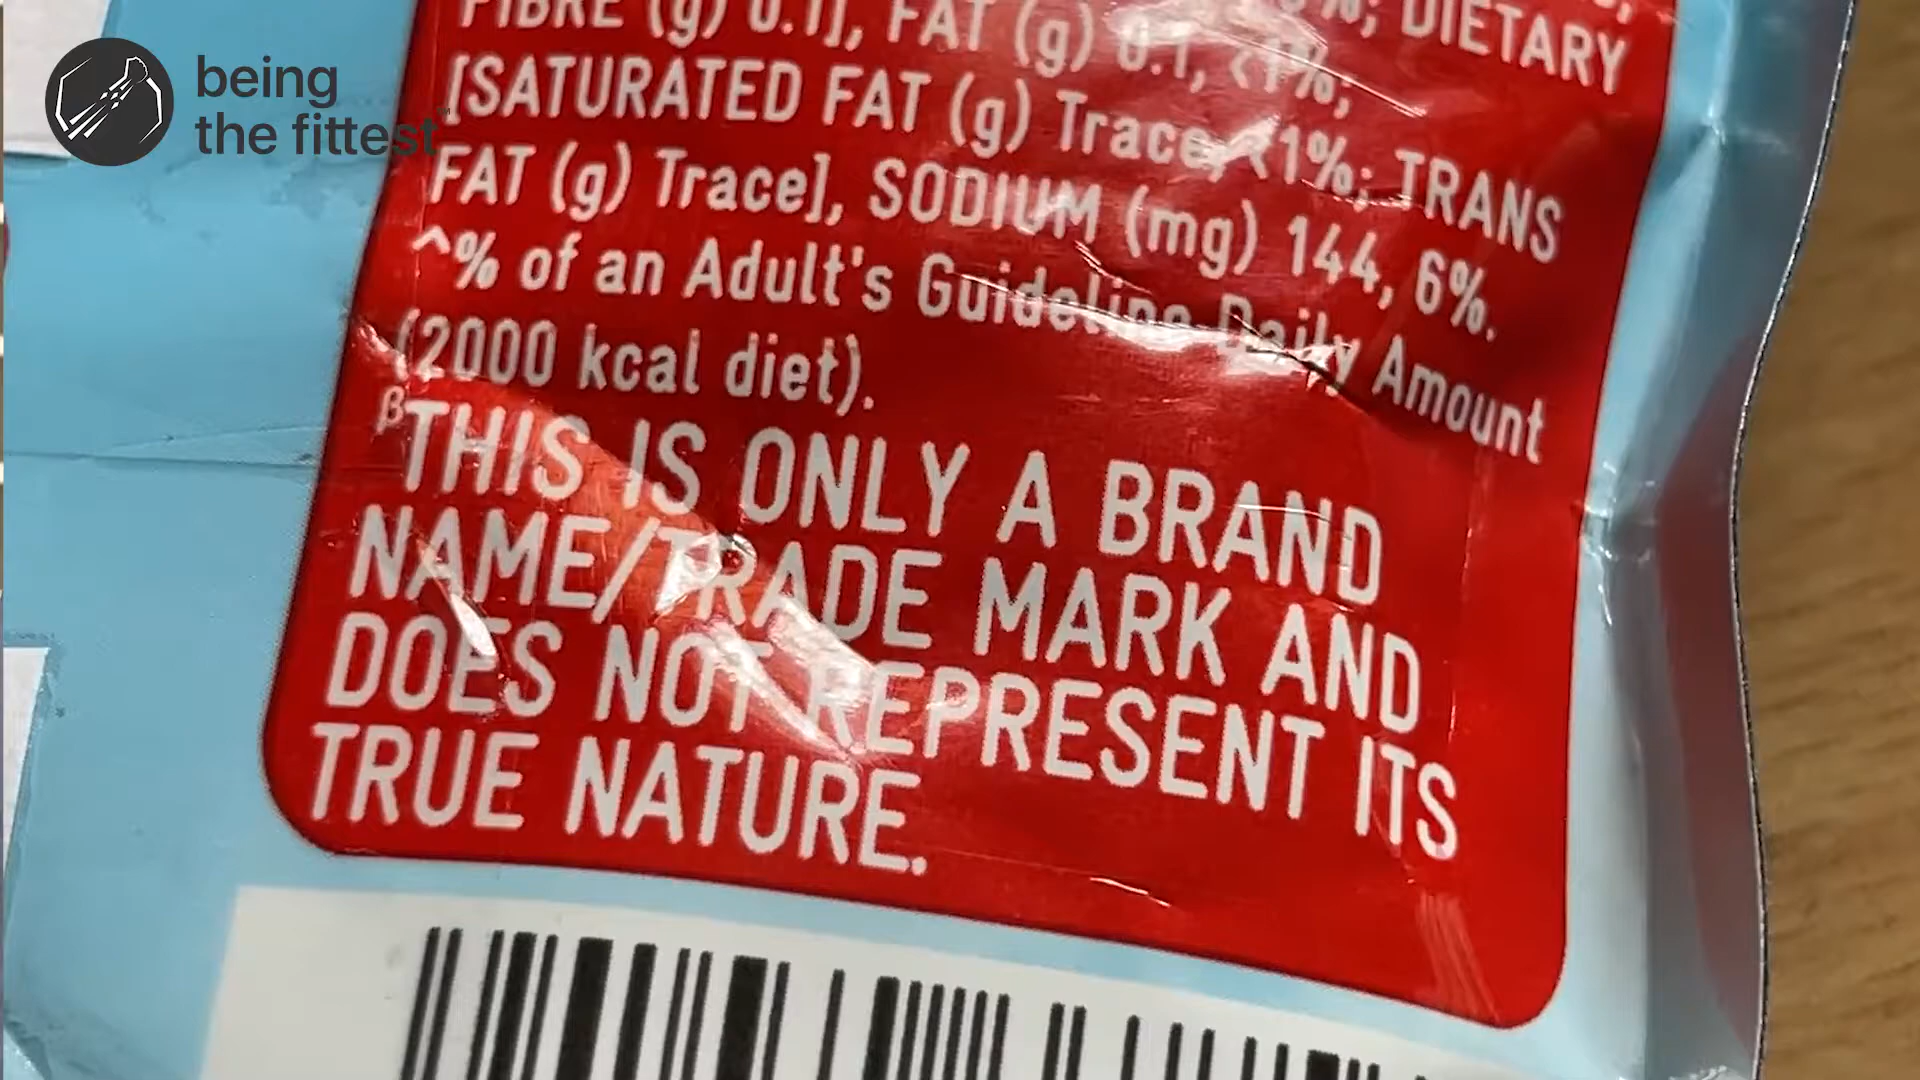 being
the fittest™
FIBRE (g) 0.1], FAT (g) 0.1, <1%; DIETARY
[SATURATED FAT (g) Trace, <1%; TRANS
FAT (g) Trace], SODIUM (mg) 144, 6%.
^% of an Adult's Guideline Daily Amount
(2000 kcal diet).
βTHIS IS ONLY A BRAND
NAME/TRADE MARK AND
DOES NOT REPRESENT ITS
TRUE NATURE.